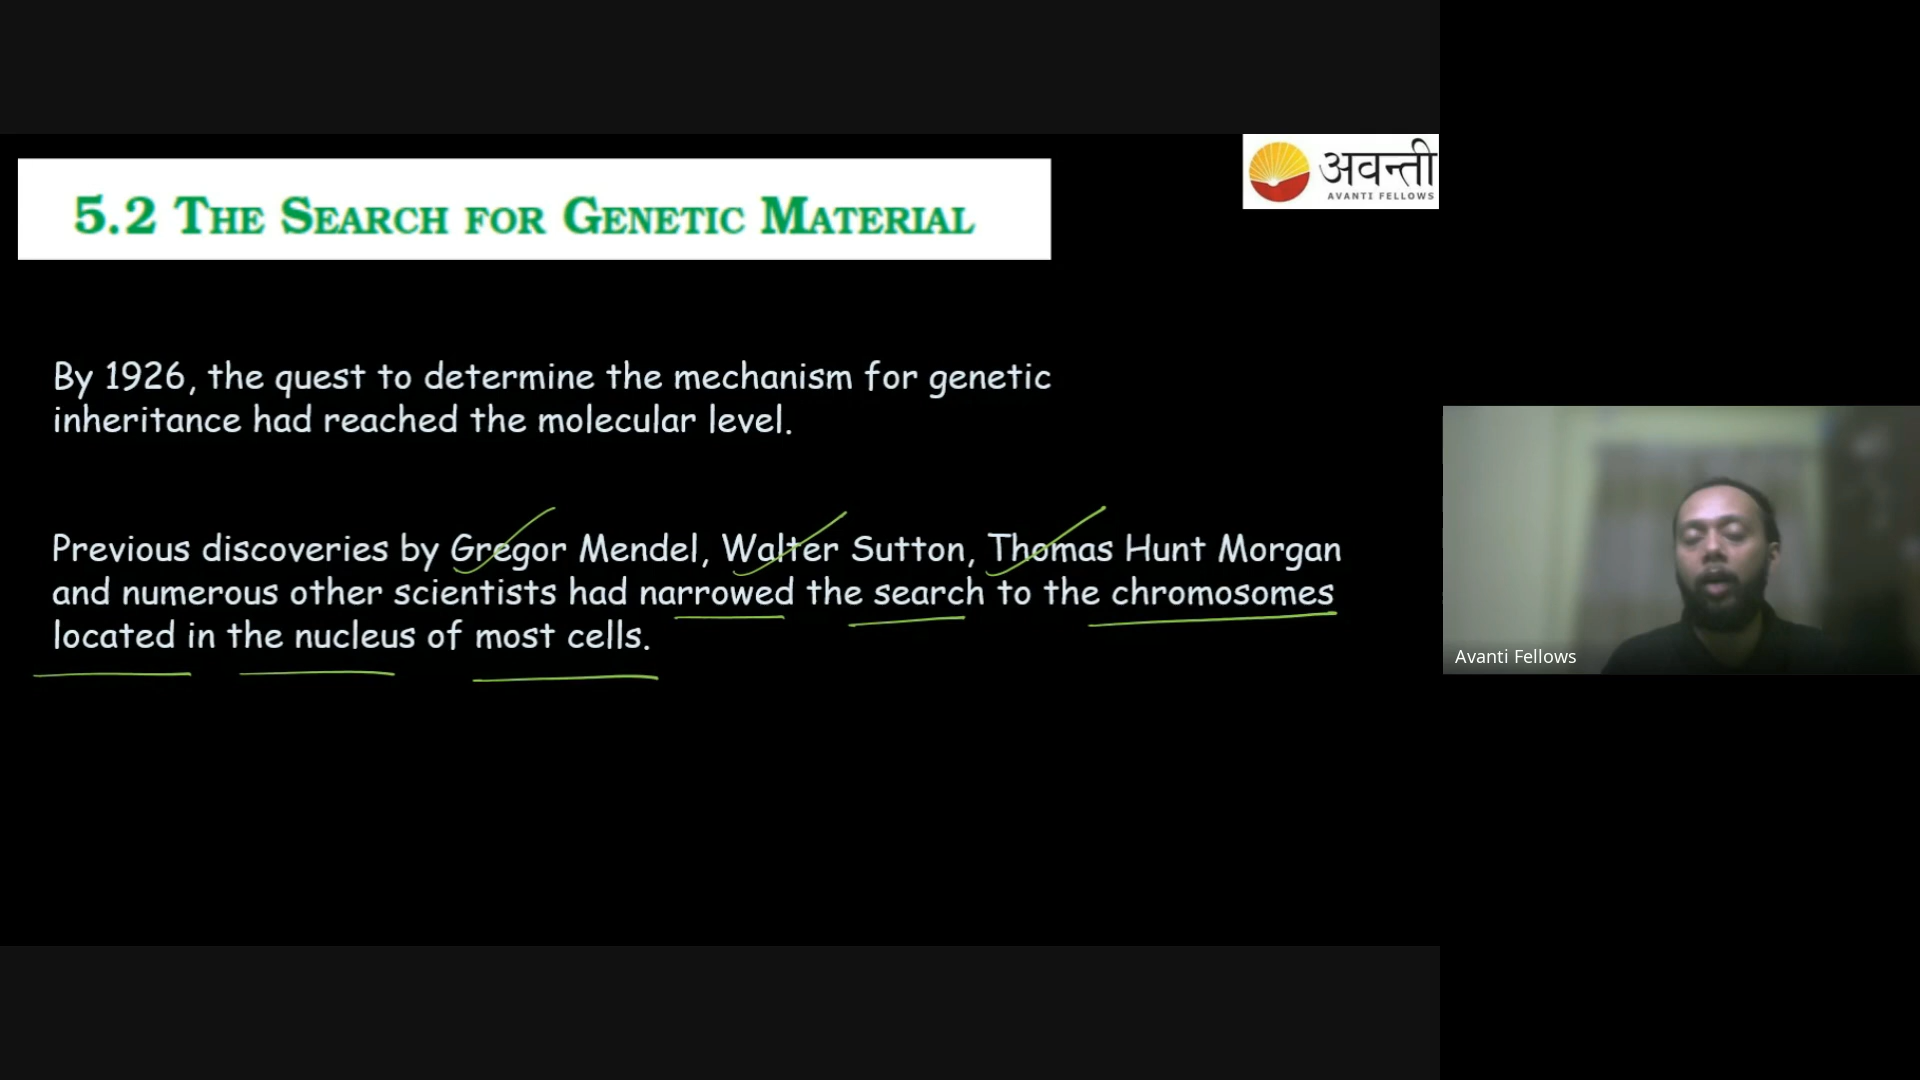 5.2 THE SEARCH FOR GENETIC MATERIAL
अवन्ती
AVANTI FELLOWS
By 1926, the quest to determine the mechanism for genetic
inheritance had reached the molecular level.
Previous discoveries by Gregor Mendel, Walter Sutton, Thomas Hunt Morgan
and numerous other scientists had narrowed the search to the chromosomes
located in the nucleus of most cells.
Avanti Fellows